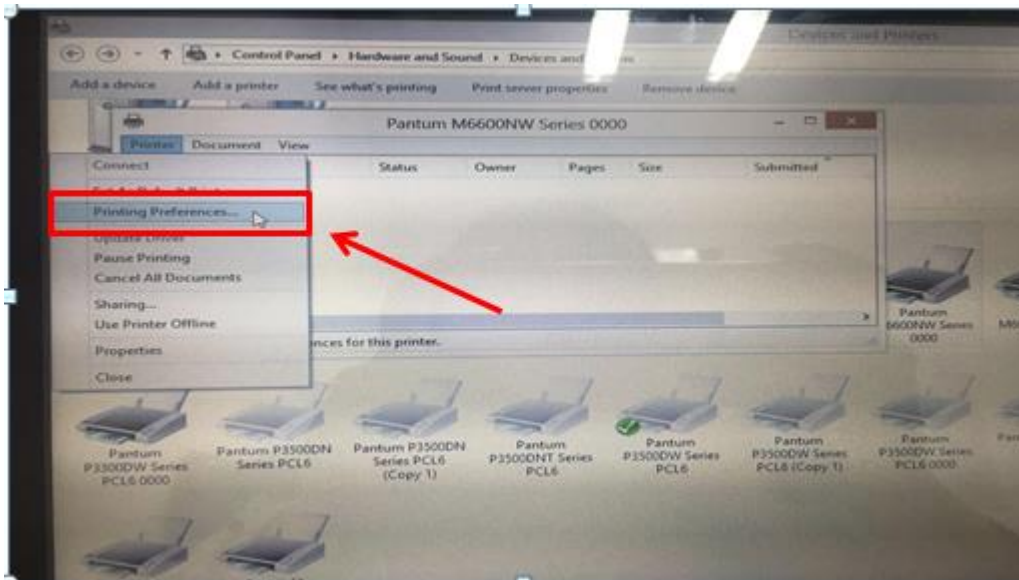 Devices and Printers
Control Panel Hardware and Sound Devices and
Add a device Add a printer See what's printing Print server properties Remove device
Pantum M6600NW Series 0000
Printer Document View
Status Owner Pages Size Submitted
Connect
Printing Preferences...
Update Driver
Pause Printing
Cancel All Documents
Sharing...
Use Printer Offline
Properties
Close
nces for this printer.
Pantum
6600NW Series
0000
Pantum
P3500DW Series
PCL6 0000
Pantum P3500DN
Series PCL6
Pantum P3500DN
Series PCL6
(Copy 1)
Pantum
P3500DNT Series
PCL6
Pantum
P3500DW Series
PCL6
Pantum
P3500DW Series
PCL6 (Copy 1)
Pantum
P3500DW Series
PCL6 0000